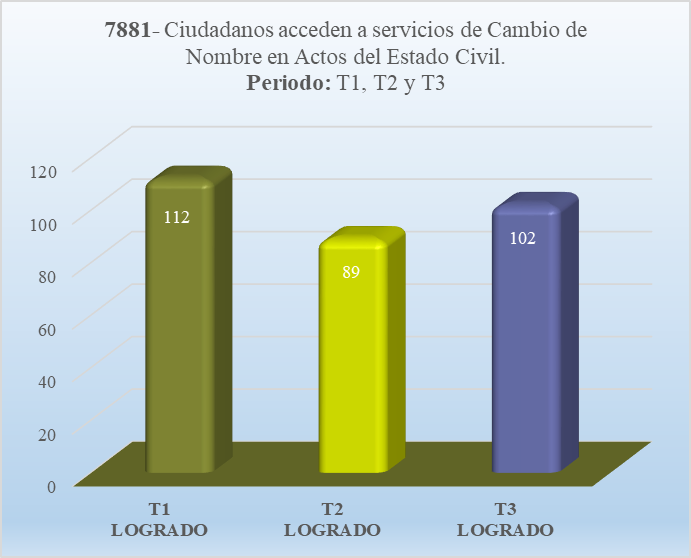 7881- Ciudadanos acceden a servicios de Cambio de
Nombre en Actos del Estado Civil.
Periodo: T1, T2 y T3
120
100
80
60
40
20
0
112
89
102
T1 T2 T3
LOGRADO LOGRADO LOGRADO